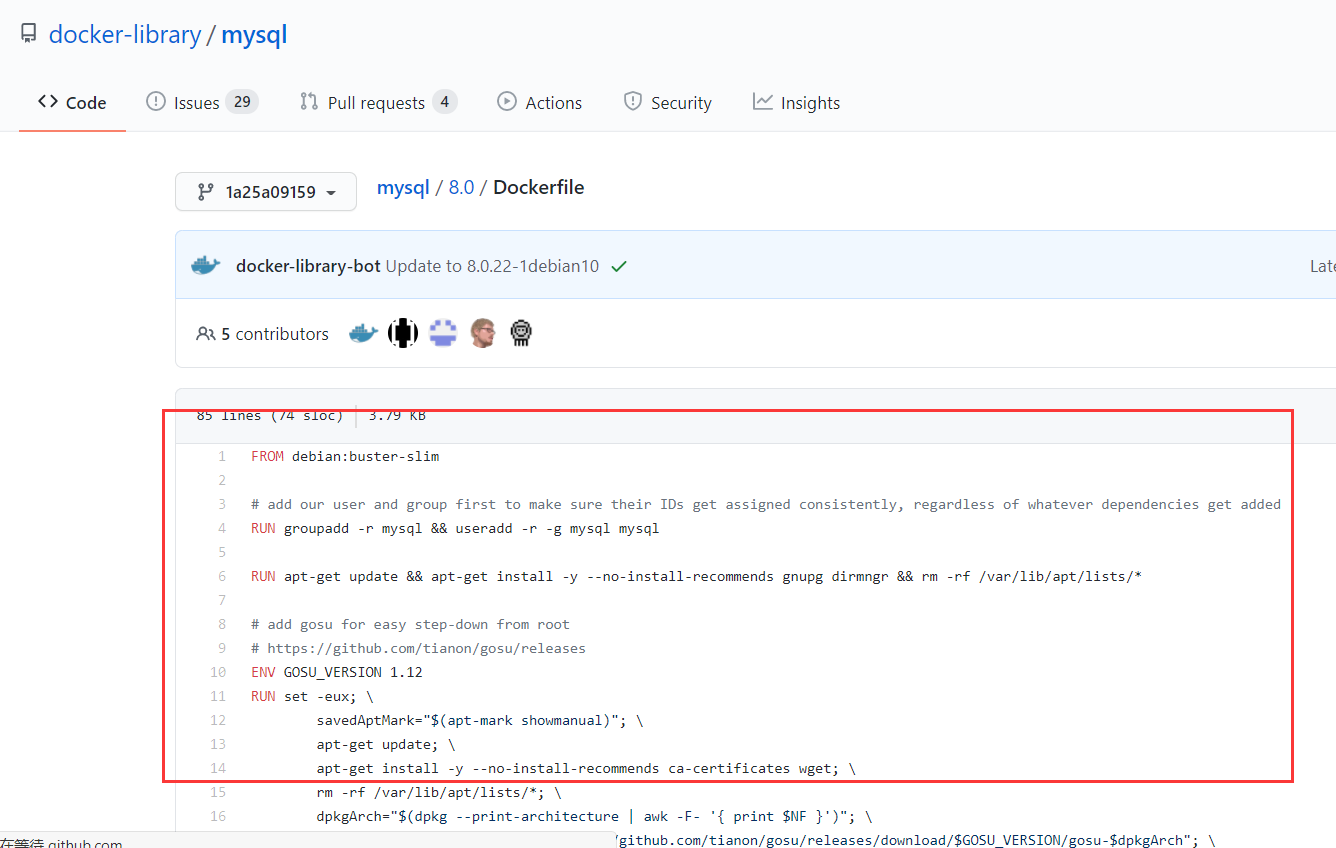 docker-library / mysql
Code Issues 29 Pull requests 4 Actions Security Insights
1a25a09159 mysql / 8.0 / Dockerfile
docker-library-bot Update to 8.0.22-1debian10
5 contributors
85 lines (74 sloc) 3.79 KB
1 FROM debian:buster-slim
2
3 # add our user and group first to make sure their IDs get assigned consistently, regardless of whatever dependencies get added
4 RUN groupadd -r mysql && useradd -r -g mysql mysql
5
6 RUN apt-get update && apt-get install -y --no-install-recommends gnupg dirmngr && rm -rf /var/lib/apt/lists/*
7
8 # add gosu for easy step-down from root
9 # https://github.com/tianon/gosu/releases
10 ENV GOSU_VERSION 1.12
11 RUN set -eux; \
12 savedAptMark="$(apt-mark showmanual)"; \
13 apt-get update; \
14 apt-get install -y --no-install-recommends ca-certificates wget; \
15 rm -rf /var/lib/apt/lists/*; \
16 dpkgArch="$(dpkg --print-architecture | awk -F- '{ print $NF }')"; \
/github.com/tianon/gosu/releases/download/$GOSU_VERSION/gosu-$dpkgArch"; \
在等待 github.com